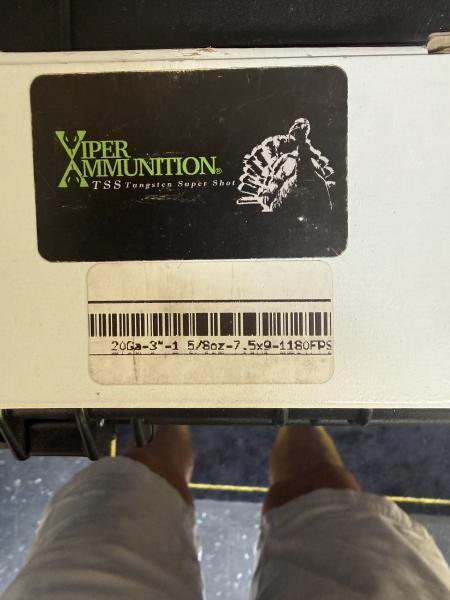 VIPER
AMMUNITION®
TSS Tungsten Super Shot
20Ga-3"-1 5/8oz-7.5x9-1180FPS